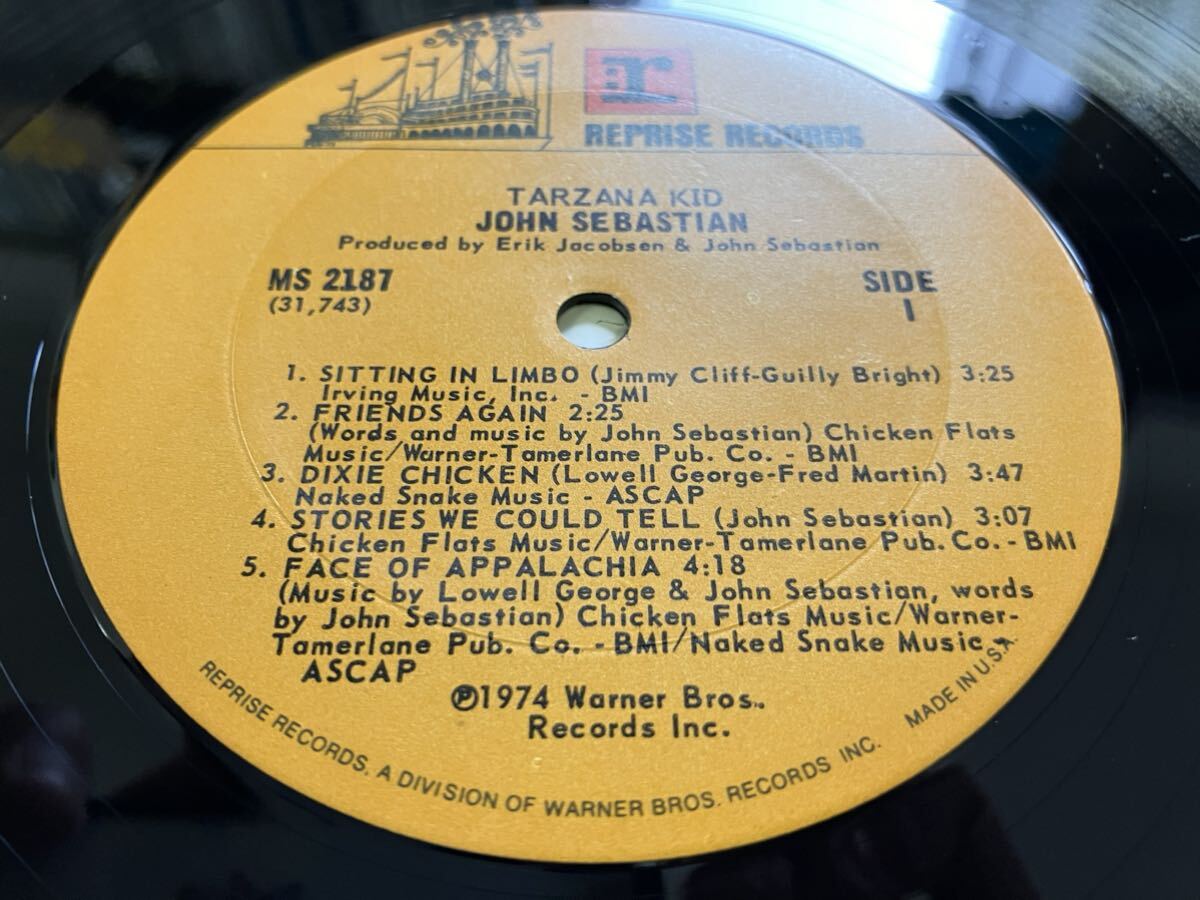 r
REPRISE RECORDS
TARZANA KID
JOHN SEBASTIAN
Produced by Erik Jacobsen & John Sebastian
MS 2187
(31,743)
SIDE
1
1. SITTING IN LIMBO (Jimmy Cliff-Guilly Bright) 3:25
Irving Music, Inc. - BMI
2. FRIENDS AGAIN 2:25
(Words and music by John Sebastian) Chicken Flats
Music/Warner-Tamerlane Pub. Co. - BMI
3. DIXIE CHICKEN (Lowell George-Fred Martin) 3:47
Naked Snake Music - ASCAP
4. STORIES WE COULD TELL (John Sebastian) 3:07
Chicken Flats Music/Warner-Tamerlane Pub. Co. - BMI
5. FACE OF APPALACHIA 4:18
(Music by Lowell George & John Sebastian, words
by John Sebastian) Chicken Flats Music/Warner-
Tamerlane Pub. Co. - BMI/Naked Snake Music -
ASCAP
℗1974 Warner Bros.
Records Inc.
REPRISE RECORDS, A DIVISION OF WARNER BROS. RECORDS INC. MADE IN U.S.A.